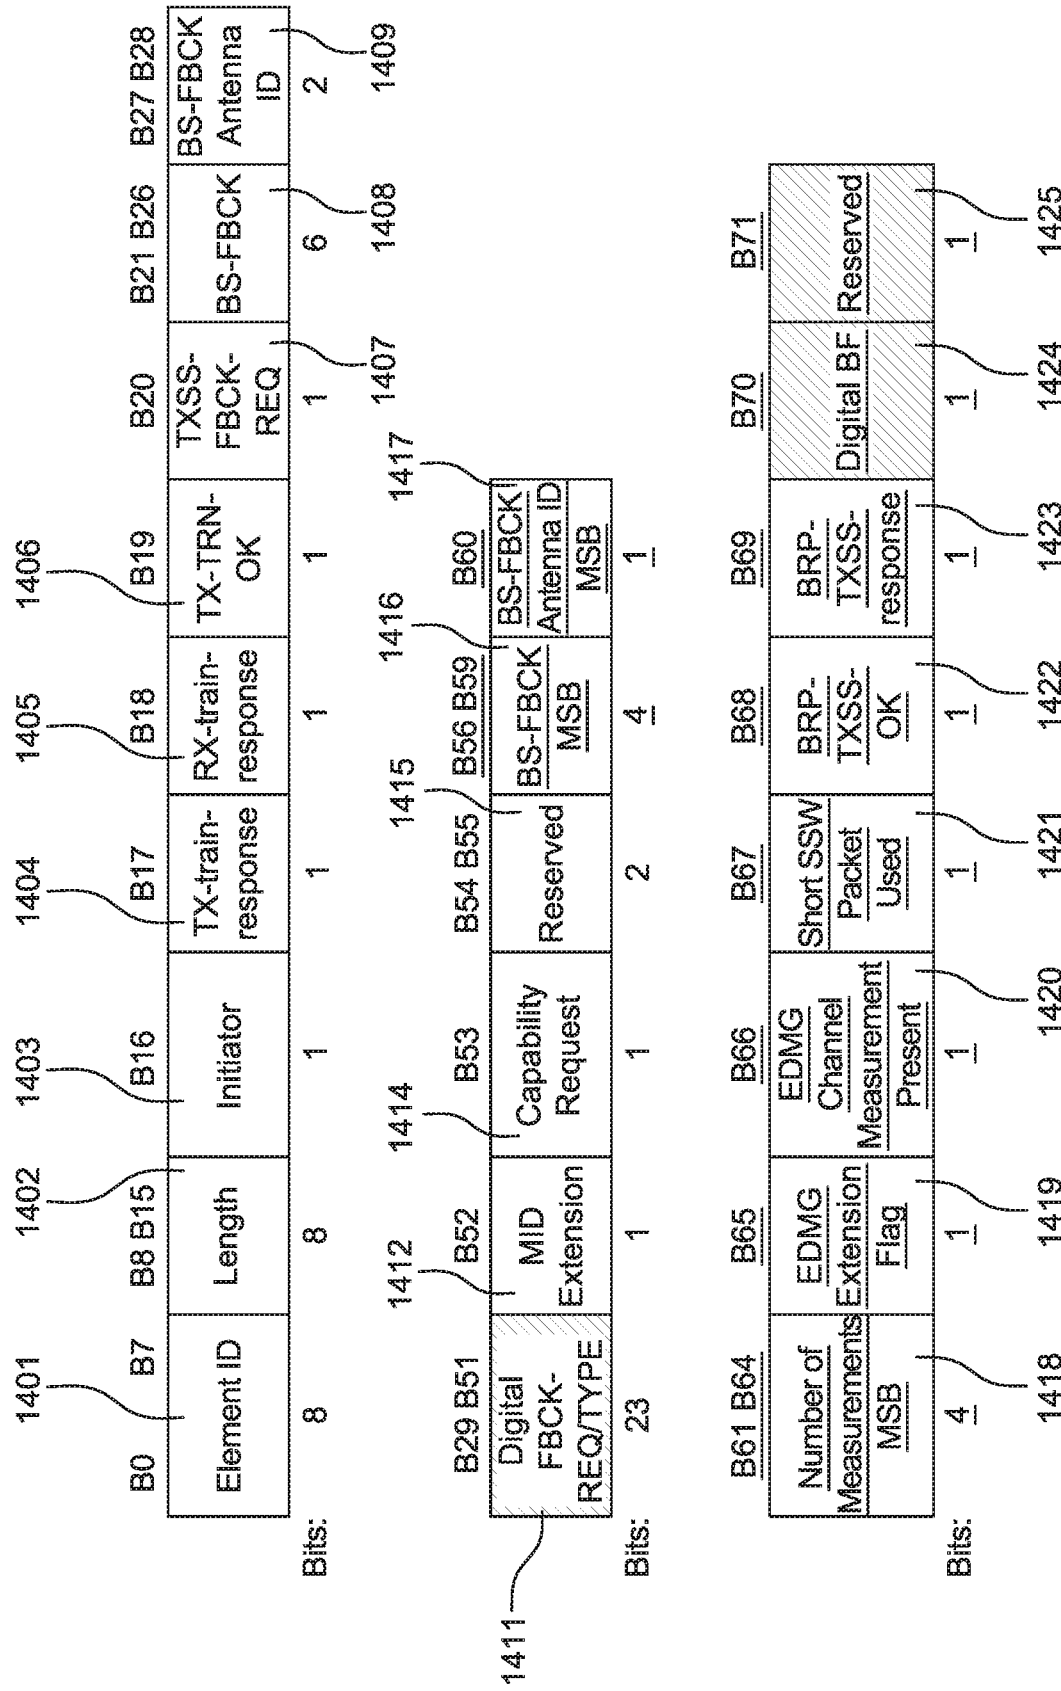 1401
1402
1403
1404
1405
1406
B0 B7
B8 B15
B16
B17
B18
B19
B20
B21 B26
B27 B28
Element ID
Length
Initiator
TX-train-
response
RX-train-
response
TX-TRN-
OK
TXSS-
FBCK-
REQ
BS-FBCK
BS-FBCK
Antenna
ID
Bits:
8
8
1
1
1
1
1
6
2
1407
1408
1409
1411
1412
1414
1415
1416
1417
B29 B51
B52
B53
B54 B55
B56 B59
B60
Digital
FBCK-
REQ/TYPE
MID
Extension
Capability
Request
Reserved
BS-FBCK
MSB
BS-FBCK
Antenna ID
MSB
Bits:
23
1
1
2
4
1
B61 B64
B65
B66
B67
B68
B69
B70
B71
Number of
Measurements
MSB
EDMG
Extension
Flag
EDMG
Channel
Measurement
Present
Short SSW
Packet
Used
BRP-
TXSS-
OK
BRP-
TXSS-
response
Digital BF
Reserved
Bits:
4
1
1
1
1
1
1
1
1418
1419
1420
1421
1422
1423
1424
1425